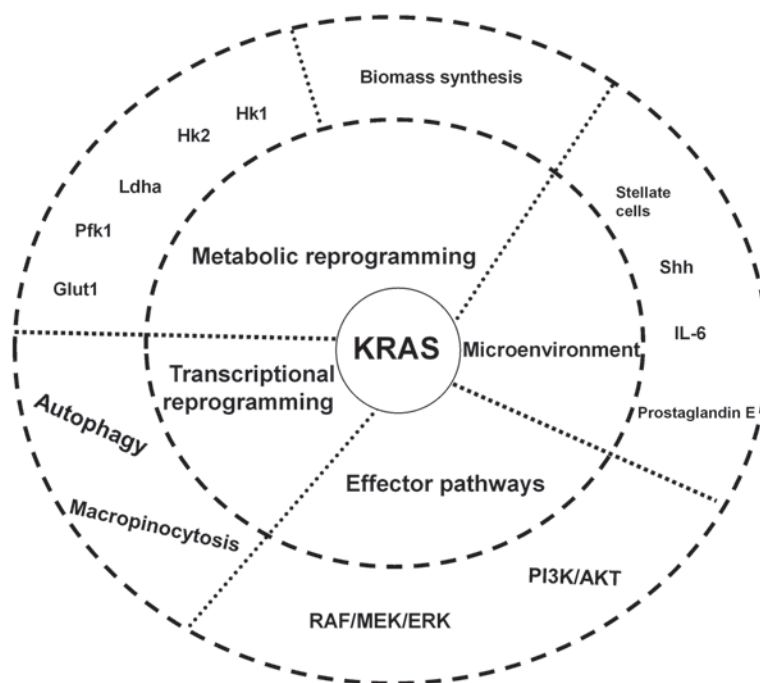 Biomass synthesis
Hk1
Hk2
Ldha
Pfk1
Glut1
Stellate
cells
Shh
IL-6
Prostaglandin E
Metabolic reprogramming
KRAS
Microenvironment
Transcriptional
reprogramming
Autophagy
Macropinocytosis
Effector pathways
PI3K/AKT
RAF/MEK/ERK